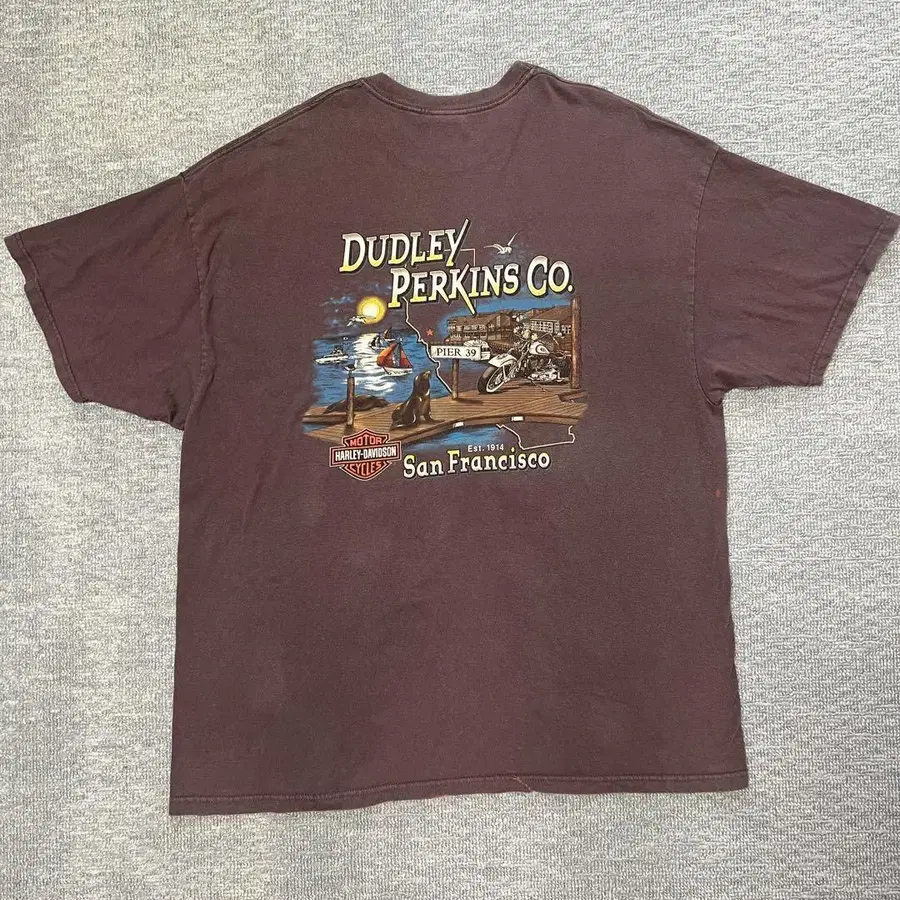 DUDLEY
PERKINS CO.
PIER 39
MOTOR
HARLEY-DAVIDSON
CYCLES
Est. 1914
San Francisco